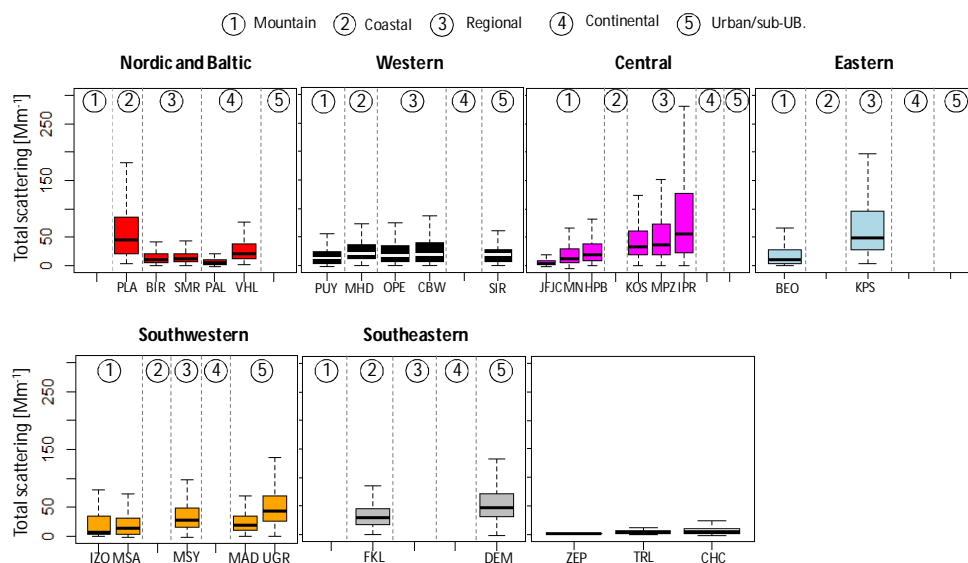 1 Mountain 2 Coastal 3 Regional 4 Continental 5 Urban/sub-UB.
Nordic and Baltic Western Central Eastern
1 2 3 4 5 1 2 3 4 5 1 2 3 4 5 1 2 3 4 5
Total scattering [Mm-1]
250
150
50
0
PLA BIR SMR PAL VHL PUY MHD OPE CBW SIR JFJ CMN HPB KOS MPZ IPR BEO KPS
Southwestern Southeastern
1 2 3 4 5 1 2 3 4 5
Total scattering [Mm-1]
250
150
50
0
IZO MSA MSY MAD UGR FKL DEM ZEP TRL CHC